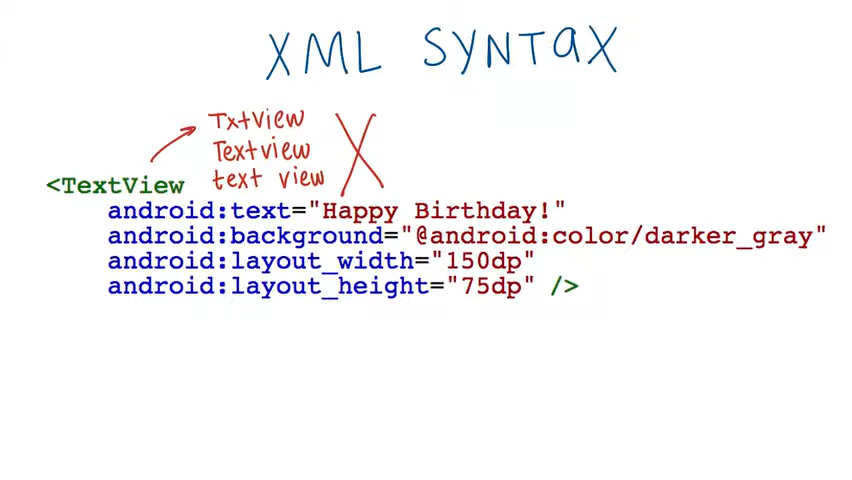 XML SYNTAX
TxtView
Textview
text view
<TextView
android:text="Happy Birthday!"
android:background="@android:color/darker_gray"
android:layout_width="150dp"
android:layout_height="75dp" />